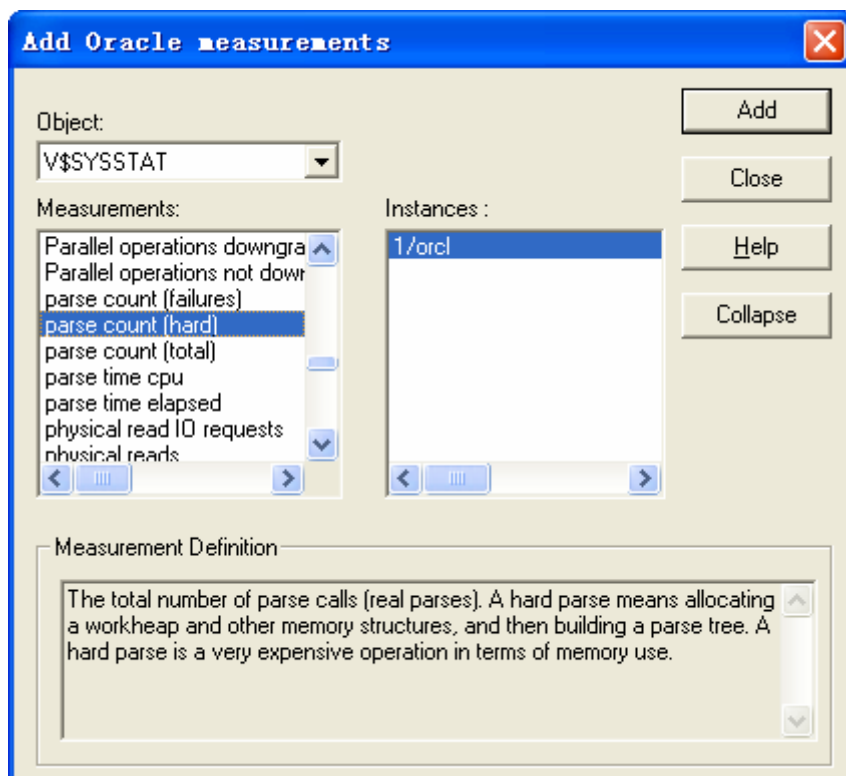 Add Oracle measurements
Object:
V$SYSSTAT
Measurements:
Parallel operations downgra
Parallel operations not down
parse count (failures)
parse count (hard)
parse count (total)
parse time cpu
parse time elapsed
physical read IO requests
physical reads
Instances :
1/orcl
Add
Close
Help
Collapse
Measurement Definition
The total number of parse calls (real parses). A hard parse means allocating
a workheap and other memory structures, and then building a parse tree. A
hard parse is a very expensive operation in terms of memory use.